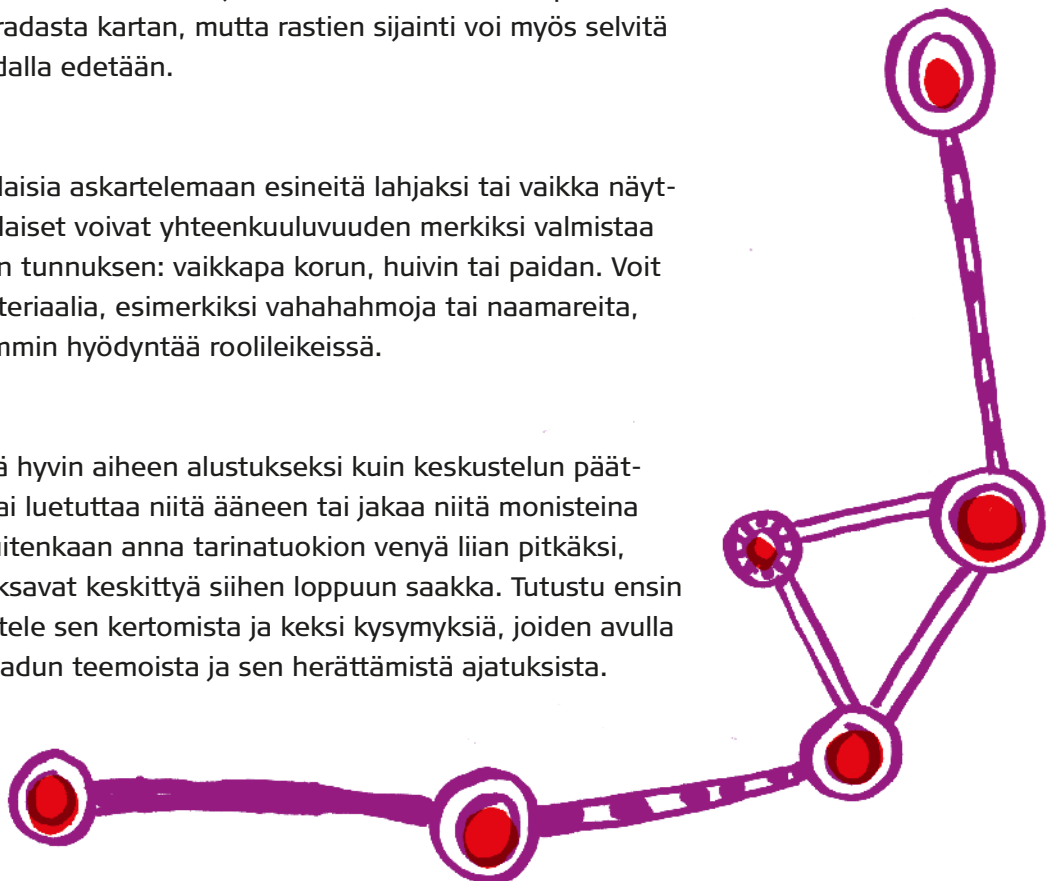 radasta kartan, mutta rastien sijainti voi myös selvitä
dalla edetään.
laisia askartelemaan esineitä lahjaksi tai vaikka näyt-
laiset voivat yhteenkuuluvuuden merkiksi valmistaa
n tunnuksen: vaikkapa korun, huivin tai paidan. Voit
teriaalia, esimerkiksi vahahahmoja tai naamareita,
mmin hyödyntää roolileikeissä.
ä hyvin aiheen alustukseksi kuin keskustelun päät-
ai luetuttaa niitä ääneen tai jakaa niitä monisteina
uitenkaan anna tarinatuokion venyä liian pitkäksi,
ksavat keskittyä siihen loppuun saakka. Tutustu ensin
tele sen kertomista ja keksi kysymyksiä, joiden avulla
adun teemoista ja sen herättämistä ajatuksista.